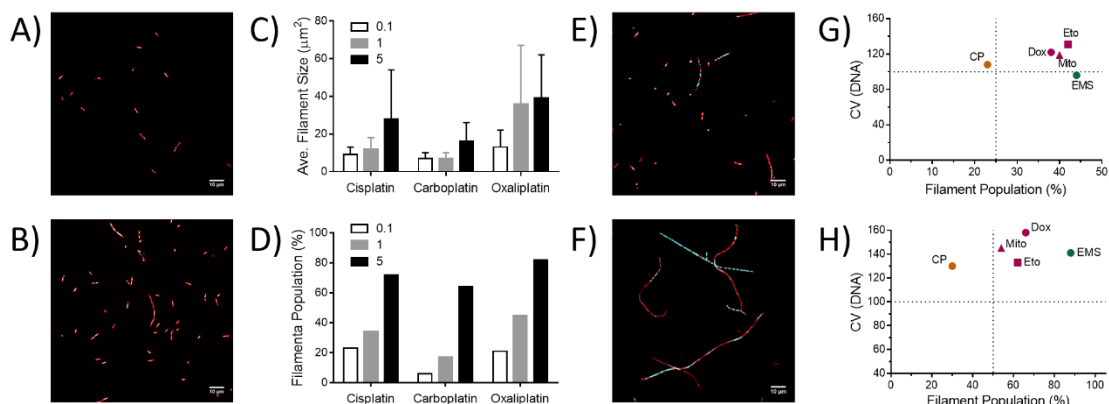 A)
10 µm
B)
10 µm
C)
0.1
1
5
Ave. Filament Size (µm²)
80
60
40
20
0
Cisplatin Carboplatin Oxaliplatin
D)
0.1
1
5
Filamenta Population (%)
100
80
60
40
20
0
Cisplatin Carboplatin Oxaliplatin
E)
10 µm
F)
10 µm
G)
CV (DNA)
160
120
80
40
0
Eto
Dox
Mito
CP
EMS
0 10 20 30 40 50
Filament Population (%)
H)
CV (DNA)
160
140
120
100
80
60
40
Dox
Mito
EMS
Eto
CP
0 20 40 60 80 100
Filament Population (%)